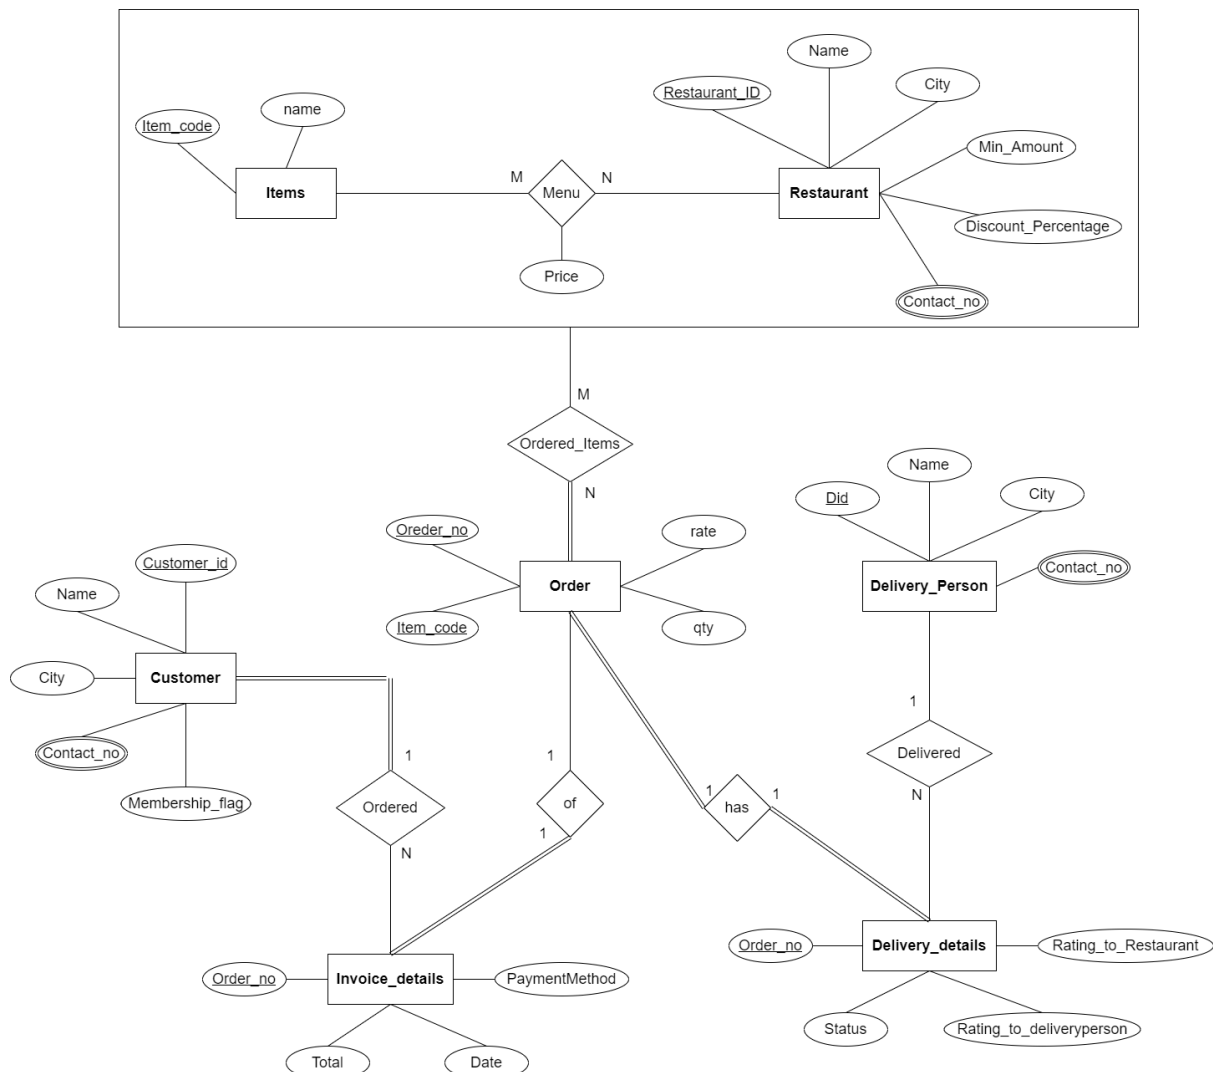 Name
Restaurant_ID
City
name
Item_code
Min_Amount
Items
M
Menu
N
Restaurant
Discount_Percentage
Price
Contact_no
M
Ordered_Items
N
Name
Did
City
Oreder_no
rate
Customer_id
Contact_no
Order
Delivery_Person
Name
Item_code
qty
City
Customer
1
Contact_no
1
1
Delivered
1
1
Membership_flag
of
has
N
Ordered
1
N
Order_no
Delivery_details
Rating_to_Restaurant
Order_no
Invoice_details
PaymentMethod
Status
Rating_to_deliveryperson
Total
Date